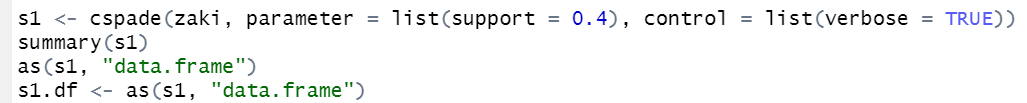 s1 <- cspade(zaki, parameter = list(support = 0.4), control = list(verbose = TRUE))
summary(s1)
as(s1, "data.frame")
s1.df <- as(s1, "data.frame")